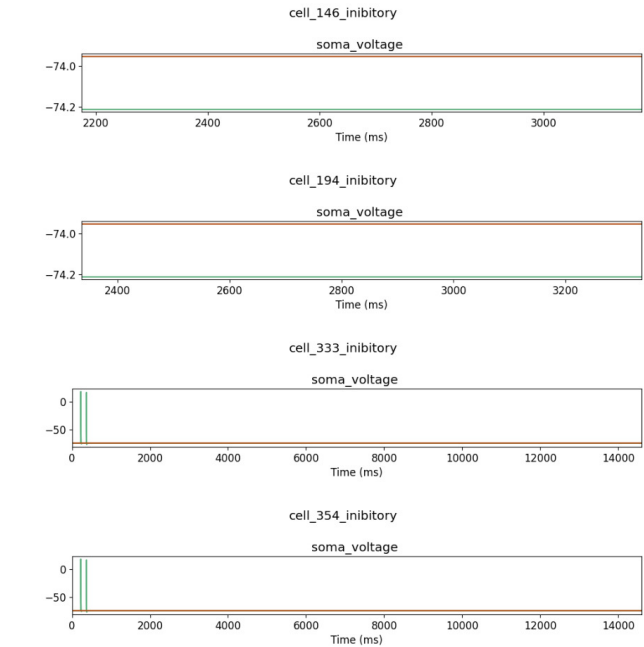 cell_146_inibitory
soma_voltage
−74.0
−74.2
2200 2400 2600 2800 3000
Time (ms)
cell_194_inibitory
soma_voltage
−74.0
−74.2
2400 2600 2800 3000 3200
Time (ms)
cell_333_inibitory
soma_voltage
0
−50
0 2000 4000 6000 8000 10000 12000 14000
Time (ms)
cell_354_inibitory
soma_voltage
0
−50
0 2000 4000 6000 8000 10000 12000 14000
Time (ms)